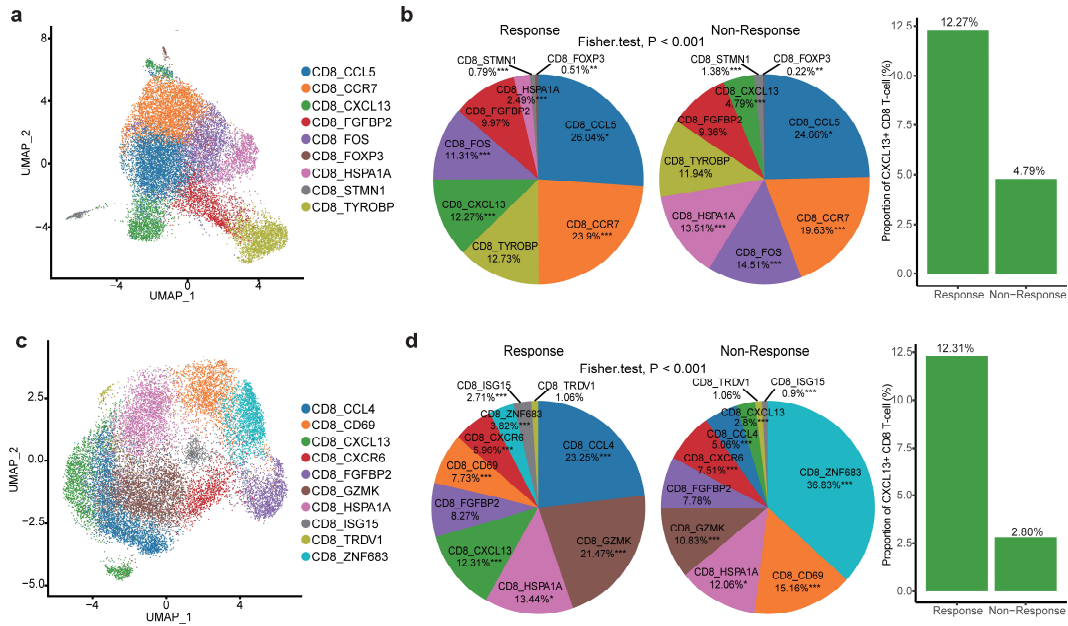 a
8
4
0
−4
UMAP_2
−4
0
4
UMAP_1
CD8_CCL5
CD8_CCR7
CD8_CXCL13
CD8_FGFBP2
CD8_FOS
CD8_FOXP3
CD8_HSPA1A
CD8_STMN1
CD8_TYROBP
b
Response
Non-Response
Fisher.test, P < 0.001
CD8_STMN1
0.79%***
CD8_FOXP3
0.51%**
CD8_HSPA1A
2.49%***
CD8_FGFBP2
9.97%
CD8_CCL5
26.04%*
CD8_FOS
11.31%***
CD8_CXCL13
12.27%***
CD8_TYROBP
12.73%
CD8_CCR7
23.9%***
CD8_STMN1
1.38%***
CD8_FOXP3
0.22%**
CD8_CXCL13
4.79%***
CD8_FGFBP2
9.36%
CD8_CCL5
24.66%*
CD8_TYROBP
11.94%
CD8_HSPA1A
13.51%***
CD8_FOS
14.51%***
CD8_CCR7
19.63%***
Proportion of CXCL13+ CD8 T-cell (%)
12.5
10.0
7.5
5.0
2.5
0.0
12.27%
4.79%
Response
Non-Response
c
2.5
0.0
−2.5
−5.0
UMAP_2
−4
0
4
UMAP_1
CD8_CCL4
CD8_CD69
CD8_CXCL13
CD8_CXCR6
CD8_FGFBP2
CD8_GZMK
CD8_HSPA1A
CD8_ISG15
CD8_TRDV1
CD8_ZNF683
d
Response
Non-Response
Fisher.test, P < 0.001
CD8_ISG15
2.71%***
CD8_TRDV1
1.06%
CD8_ZNF683
3.82%***
CD8_CXCR6
5.96%***
CD8_CD69
7.73%***
CD8_CCL4
23.25%***
CD8_FGFBP2
8.27%
CD8_CXCL13
12.31%***
CD8_HSPA1A
13.44%*
CD8_GZMK
21.47%***
CD8_TRDV1
1.06%
CD8_ISG15
0.9%***
CD8_CXCL13
2.8%***
CD8_CCL4
5.06%***
CD8_CXCR6
7.51%***
CD8_FGFBP2
7.78%
CD8_ZNF683
36.83%***
CD8_GZMK
10.83%***
CD8_HSPA1A
12.06%*
CD8_CD69
15.16%***
Proportion of CXCL13+ CD8 T-cell (%)
12.5
10.0
7.5
5.0
2.5
0.0
12.31%
2.80%
Response
Non-Response